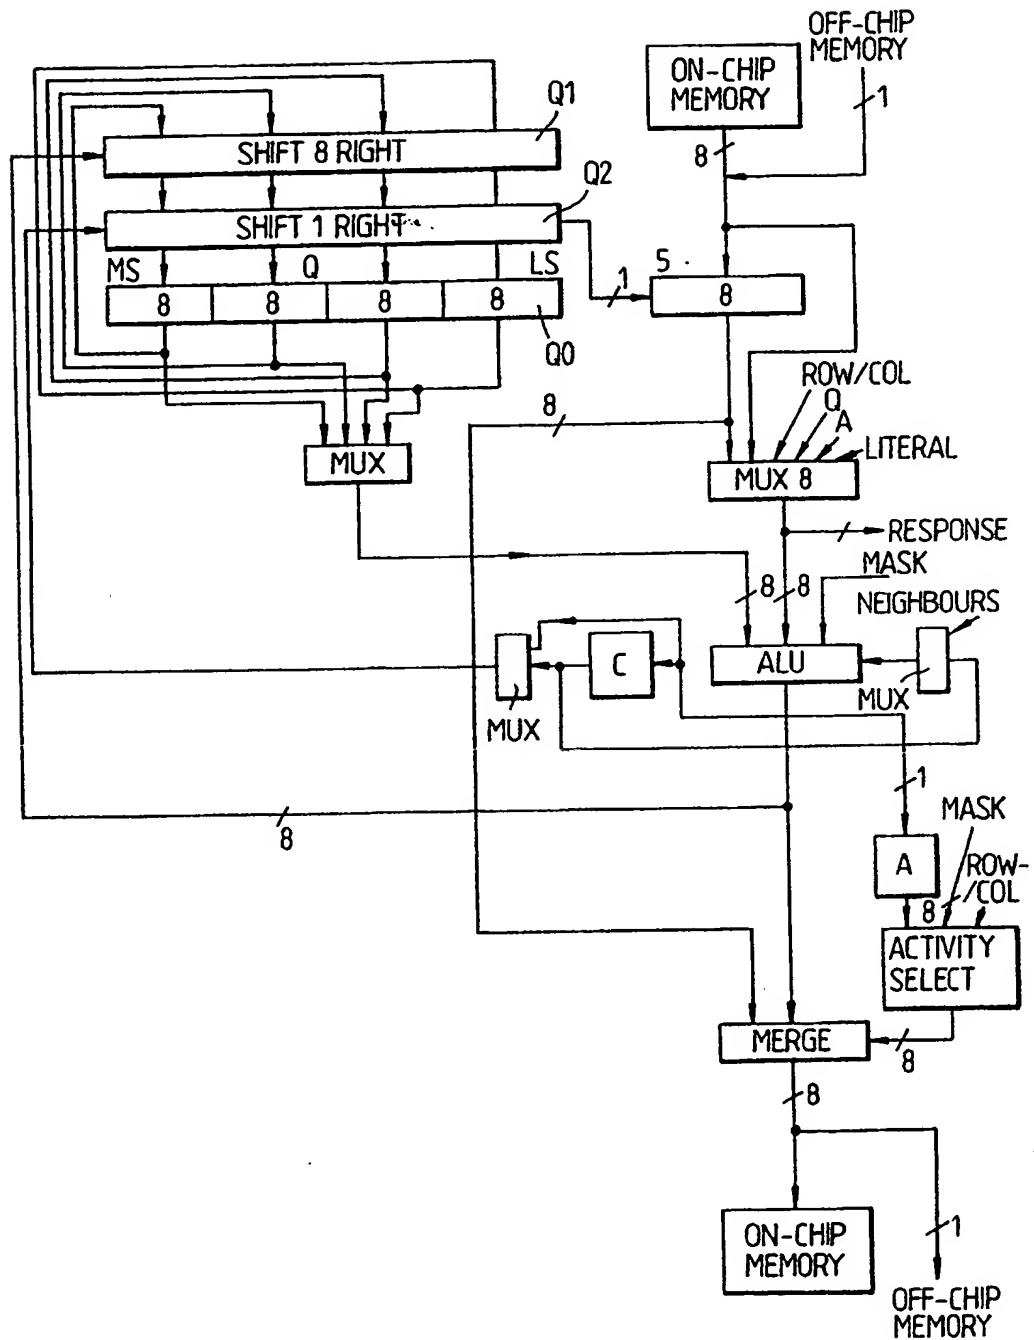 OFF-CHIP
MEMORY
ON-CHIP
MEMORY
1
8
Q1
SHIFT 8 RIGHT
Q2
SHIFT 1 RIGHT
MS
Q
LS
1
S
8
8
8
8
8
Q0
ROW/COL
Q
A
LITERAL
8
MUX
MUX 8
RESPONSE
MASK
8
8
NEIGHBOURS
C
ALU
MUX
MUX
1
8
MASK
A
ROW-
/COL
8
ACTIVITY
SELECT
MERGE
8
8
ON-CHIP
MEMORY
1
OFF-CHIP
MEMORY